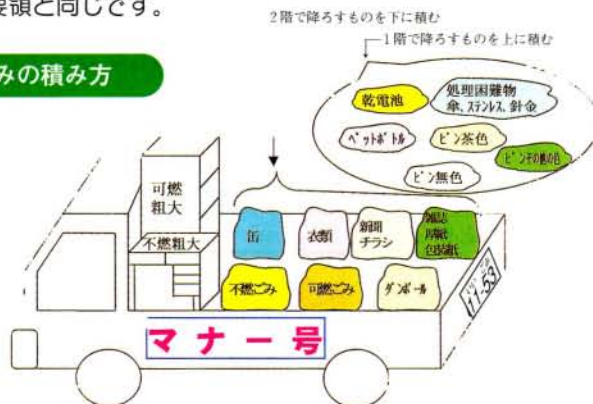 要領と同じです。
みの積み方
2階で降ろすものを下に積む
1階で降ろすものを上に積む
乾電池
処理困難物
傘、ステンレス、針金
ペットボトル
ビン茶色
ビンその他の色
ビン無色
可燃
粗大
不燃粗大
缶
衣類
新聞
チラシ
雑誌
厚紙
包装紙
不燃ごみ
可燃ごみ
ダンボール
11-53
マナー号